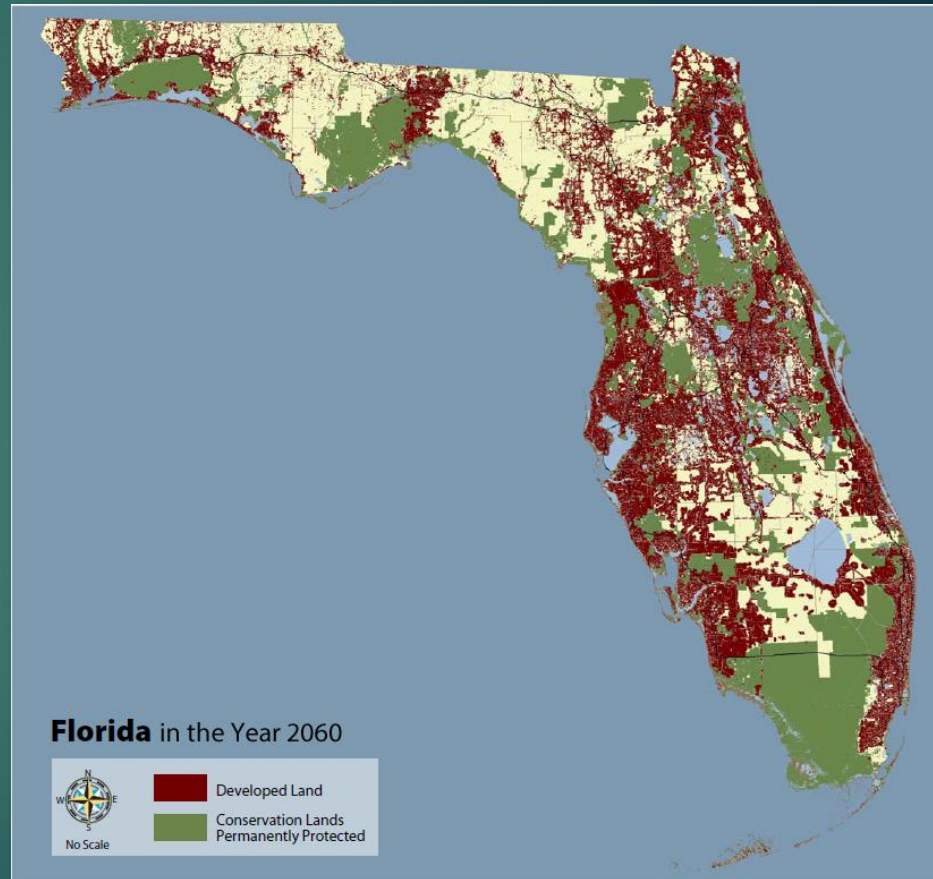 Florida in the Year 2060
N
W E
S
No Scale
Developed Land
Conservation Lands
Permanently Protected